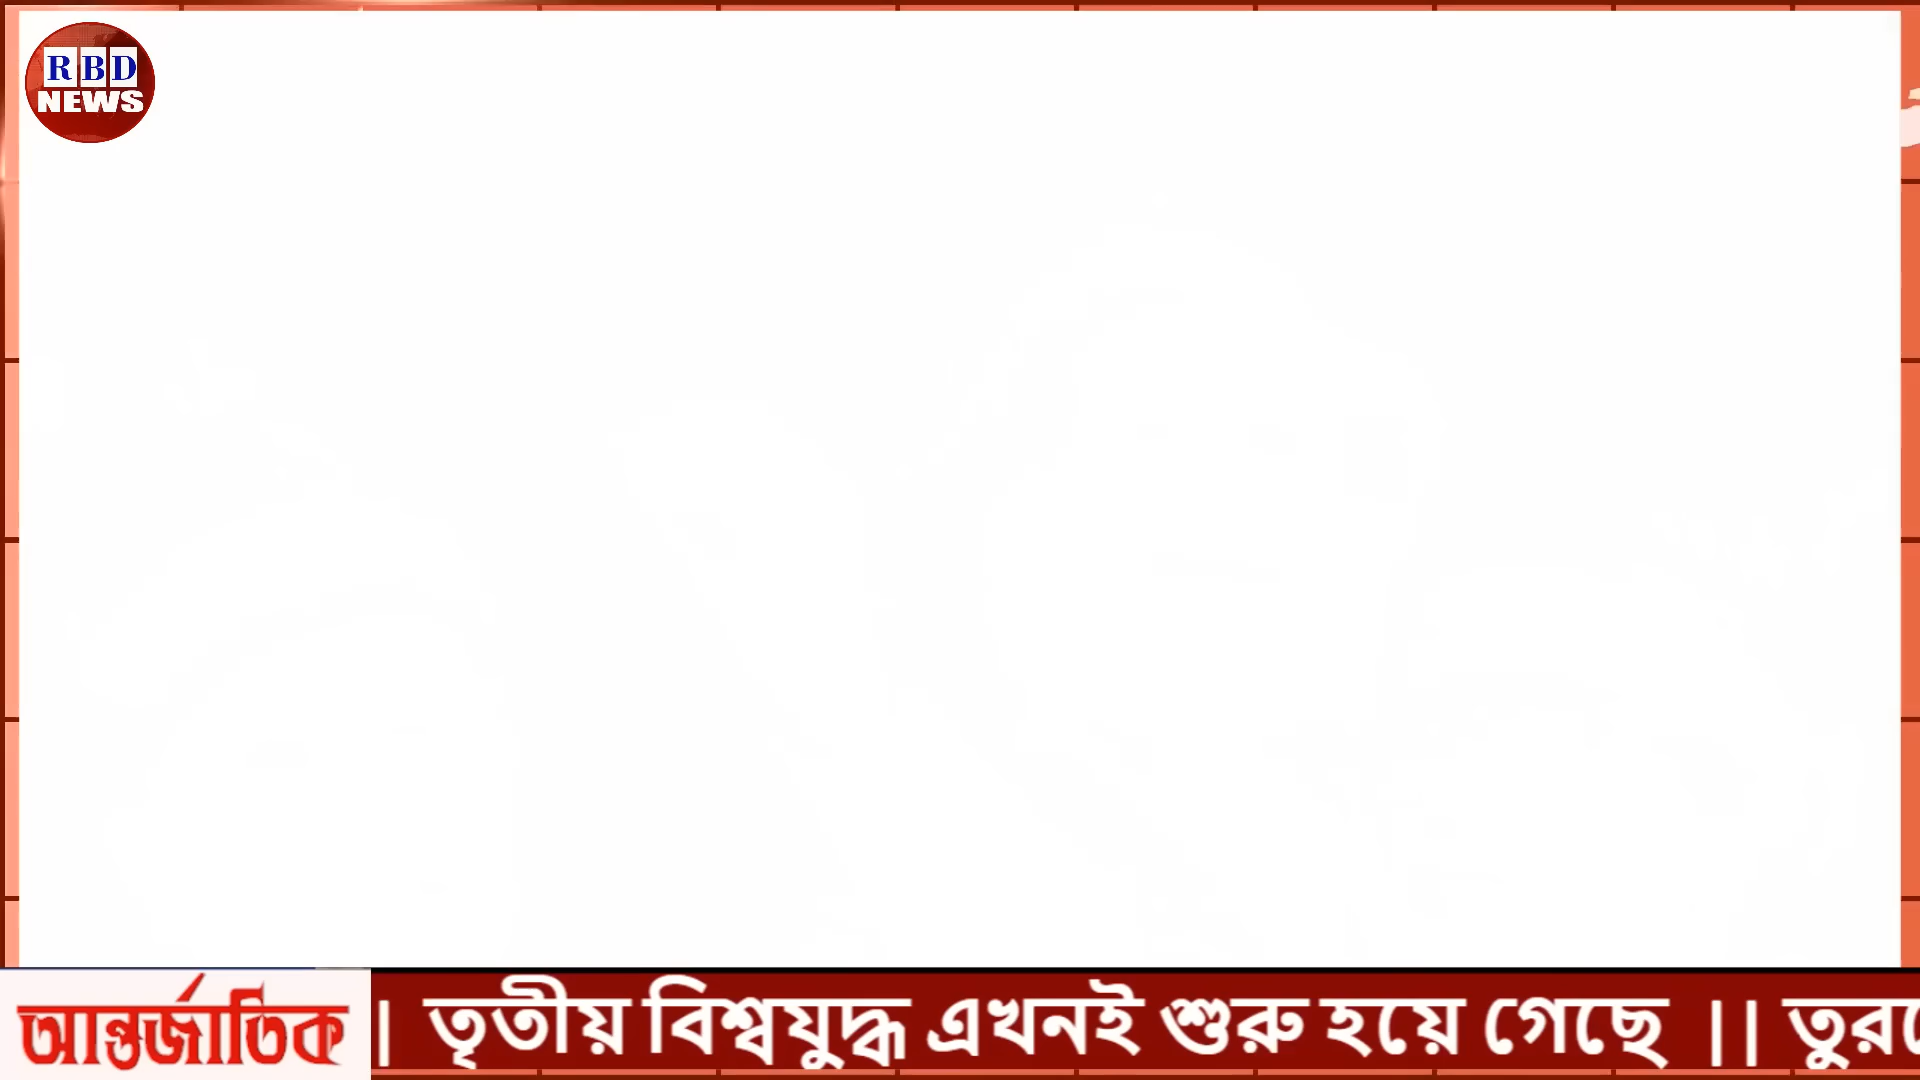 RBD
NEWS
আন্তর্জাতিক
| তৃতীয় বিশ্বযুদ্ধ এখনই শুরু হয়ে গেছে ||